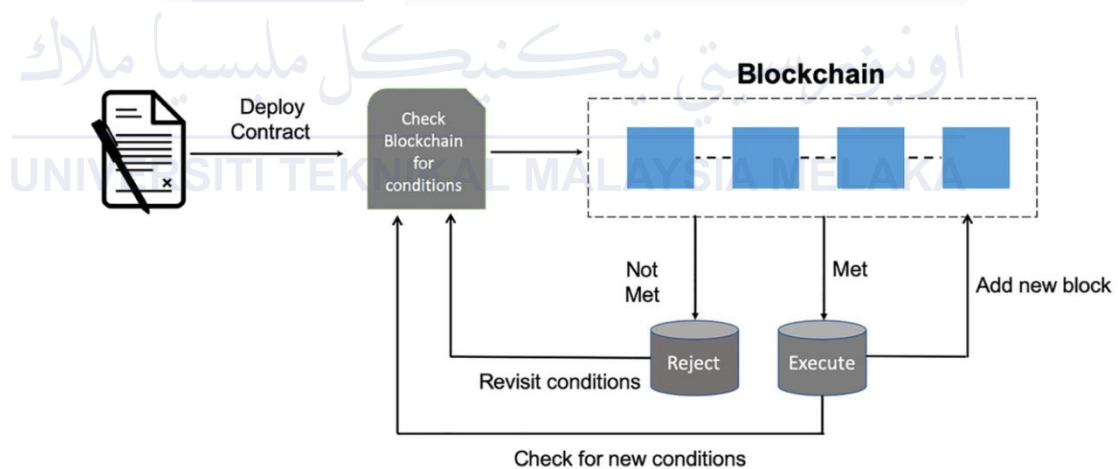 اونيۏرسيتي تيكنيكل مليسيا ملاك
Blockchain
Deploy
Contract
Check
Blockchain
for
conditions
UNIVERSITI TEKNIKAL MALAYSIA MELAKA
Not
Met
Met
Add new block
Reject
Execute
Revisit conditions
Check for new conditions